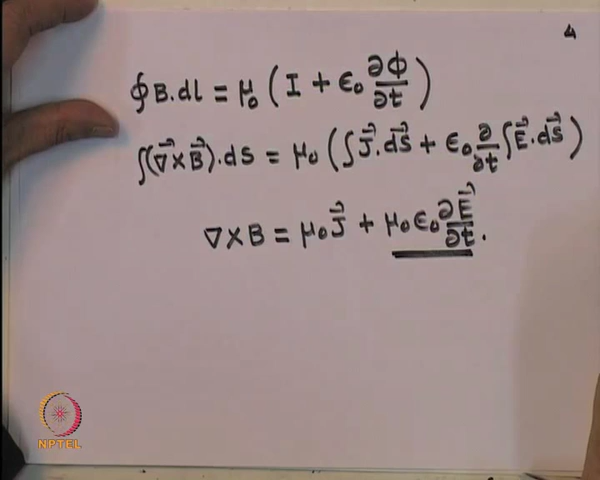 4
∮B.dl = μ₀ ( I + ε₀ ∂Φ/∂t )
∫(∇⃗ × B⃗).ds = μ₀ ( ∫J⃗.dS⃗ + ε₀ ∂/∂t ∫E⃗.dS⃗ )
∇ × B = μ₀J⃗ + μ₀ε₀ ∂E⃗/∂t.
NPTEL